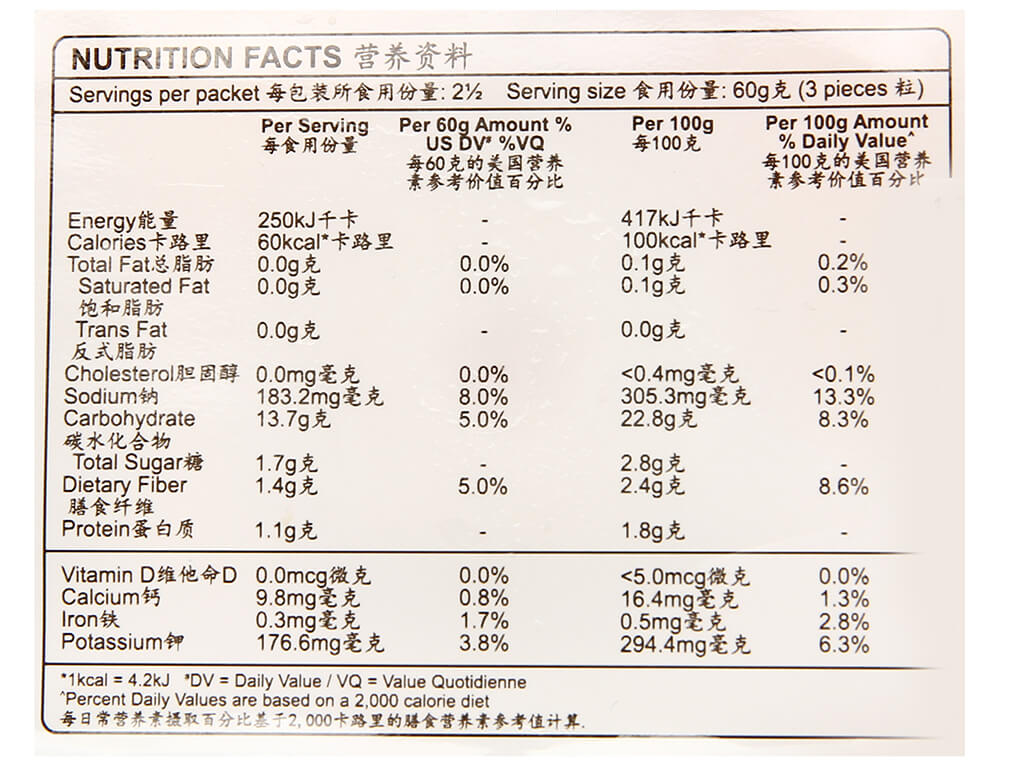 NUTRITION FACTS 营养资料
Servings per packet 每包装所食用份量: 2½ Serving size 食用份量: 60g克 (3 pieces 粒)
Per Serving Per 60g Amount % Per 100g Per 100g Amount
每食用份量 US DV# %VQ 每100克 % Daily Value^
每60克的美国营养 每100克的美国营养
素参考价值百分比 素参考价值百分比
Energy能量 250kJ千卡 - 417kJ千卡 -
Calories卡路里 60kcal*卡路里 - 100kcal*卡路里 -
Total Fat总脂肪 0.0g克 0.0% 0.1g克 0.2%
Saturated Fat 0.0g克 0.0% 0.1g克 0.3%
饱和脂肪
Trans Fat 0.0g克 - 0.0g克 -
反式脂肪
Cholesterol胆固醇 0.0mg毫克 0.0% <0.4mg毫克 <0.1%
Sodium钠 183.2mg毫克 8.0% 305.3mg毫克 13.3%
Carbohydrate 13.7g克 5.0% 22.8g克 8.3%
碳水化合物
Total Sugar糖 1.7g克 - 2.8g克 -
Dietary Fiber 1.4g克 5.0% 2.4g克 8.6%
膳食纤维
Protein蛋白质 1.1g克 - 1.8g克 -
Vitamin D维他命D 0.0mcg微克 0.0% <5.0mcg微克 0.0%
Calcium钙 9.8mg毫克 0.8% 16.4mg毫克 1.3%
Iron铁 0.3mg毫克 1.7% 0.5mg毫克 2.8%
Potassium钾 176.6mg毫克 3.8% 294.4mg毫克 6.3%
*1kcal = 4.2kJ #DV = Daily Value / VQ = Value Quotidienne
^Percent Daily Values are based on a 2,000 calorie diet
每日常营养素摄取百分比基于2,000卡路里的膳食营养素参考值计算.